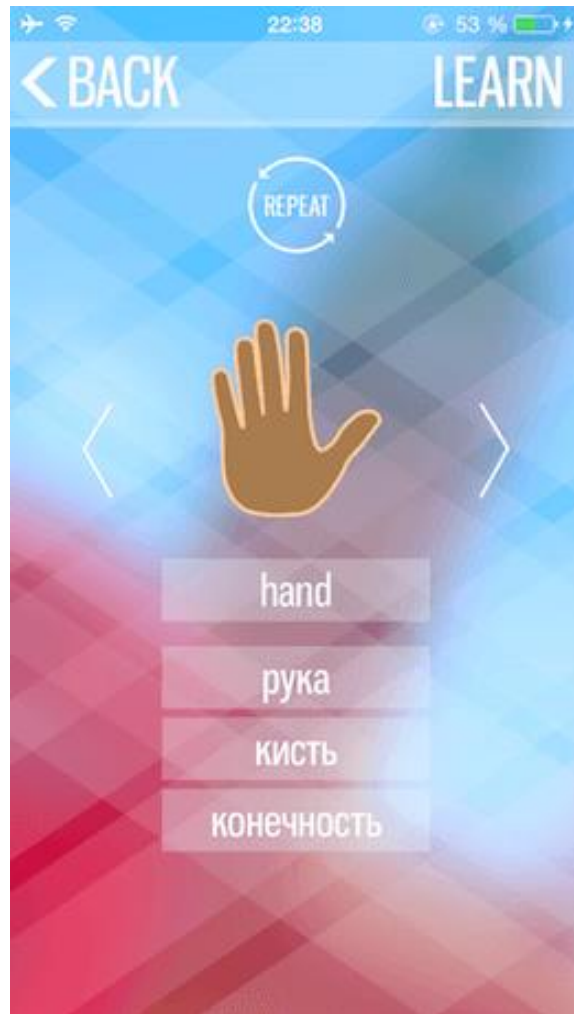 22:38 53 %
BACK LEARN
REPEAT
hand
рука
кисть
конечность